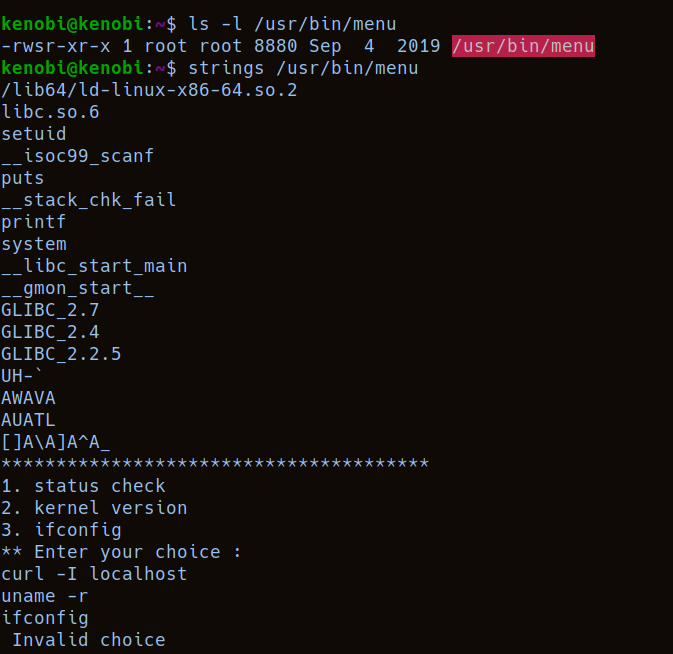 kenobi@kenobi:~$ ls -l /usr/bin/menu
-rwsr-xr-x 1 root root 8880 Sep  4  2019 /usr/bin/menu
kenobi@kenobi:~$ strings /usr/bin/menu
/lib64/ld-linux-x86-64.so.2
libc.so.6
setuid
__isoc99_scanf
puts
__stack_chk_fail
printf
system
__libc_start_main
__gmon_start__
GLIBC_2.7
GLIBC_2.4
GLIBC_2.2.5
UH-`
AWAVA
AUATL
[]A\A]A^A_
***************************************
1. status check
2. kernel version
3. ifconfig
** Enter your choice :
curl -I localhost
uname -r
ifconfig
 Invalid choice